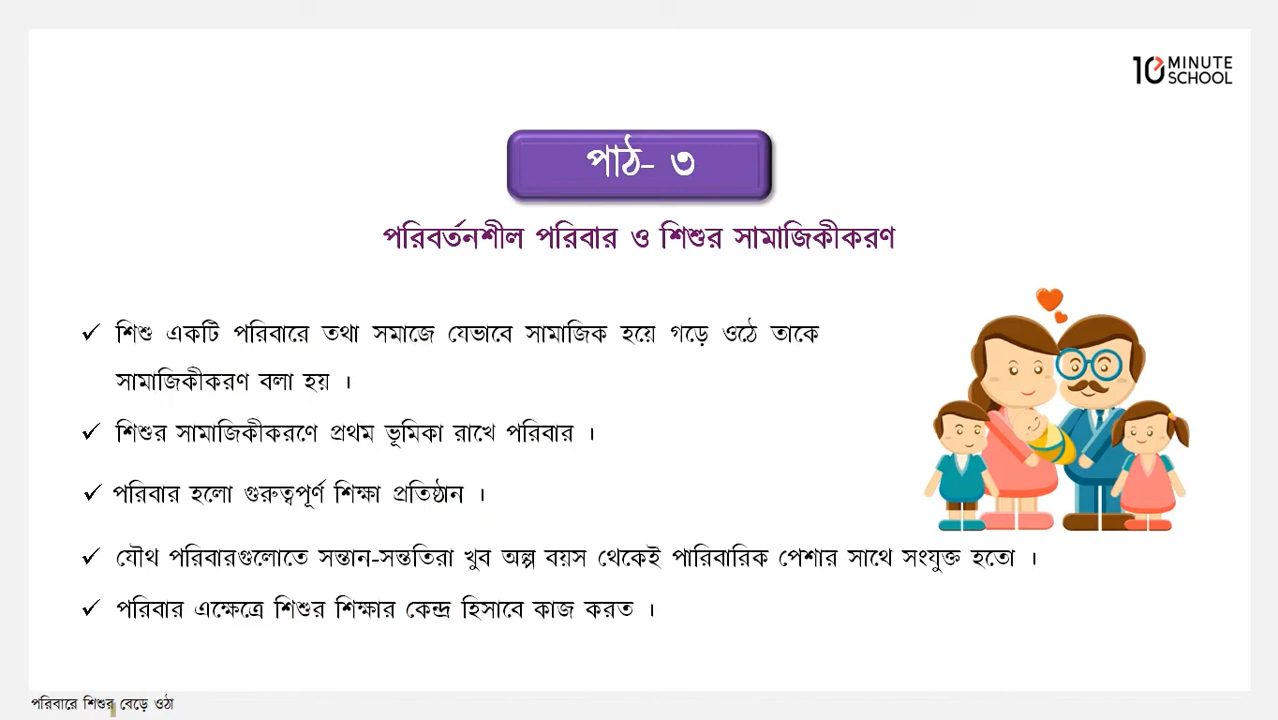 10 MINUTE
SCHOOL
পাঠ- ৩
পরিবর্তনশীল পরিবার ও শিশুর সামাজিকীকরণ
✓ শিশু একটি পরিবারে তথা সমাজে যেভাবে সামাজিক হয়ে গড়ে ওঠে তাকে
সামাজিকীকরণ বলা হয় ।
✓ শিশুর সামাজিকীকরণে প্রথম ভূমিকা রাখে পরিবার ।
✓ পরিবার হলো গুরুত্বপূর্ণ শিক্ষা প্রতিষ্ঠান ।
✓ যৌথ পরিবারগুলোতে সন্তান-সন্ততিরা খুব অল্প বয়স থেকেই পারিবারিক পেশার সাথে সংযুক্ত হতো ।
✓ পরিবার এক্ষেত্রে শিশুর শিক্ষার কেন্দ্র হিসাবে কাজ করত ।
পরিবারে শিশুর বেড়ে ওঠা